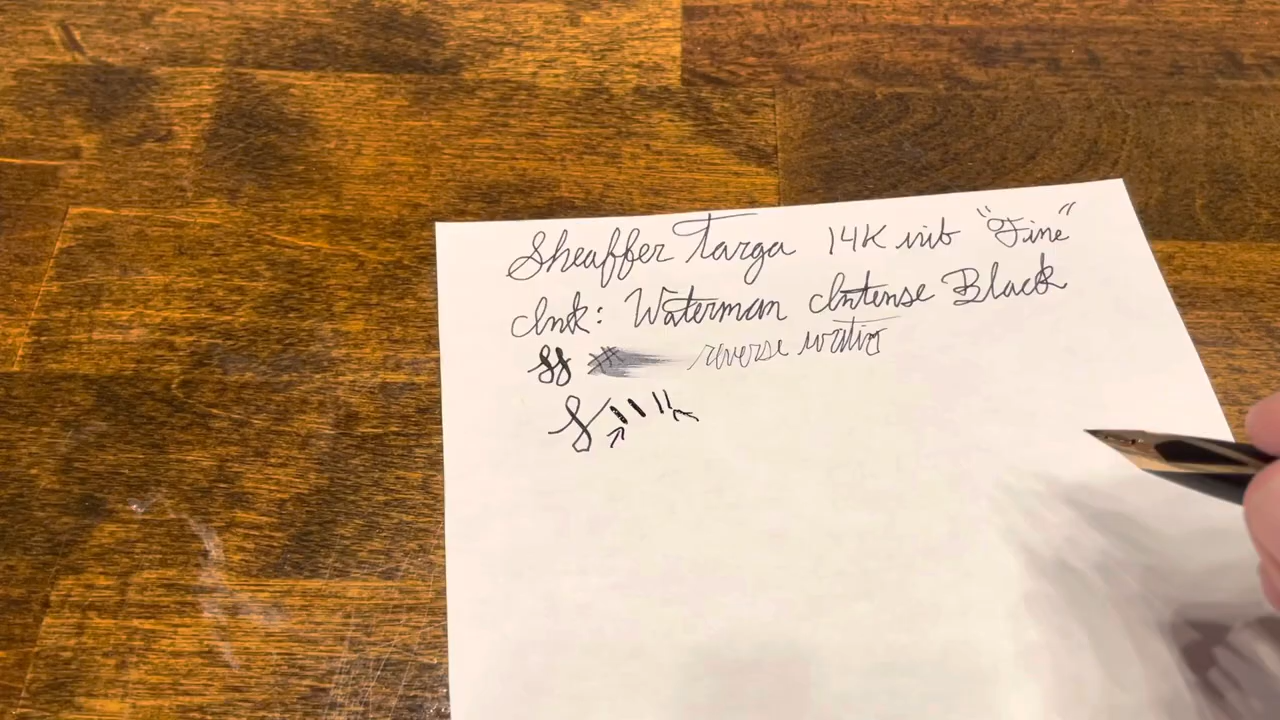 Sheaffer Targa 14K nib "Fine"
Ink: Waterman Intense Black
reverse writing